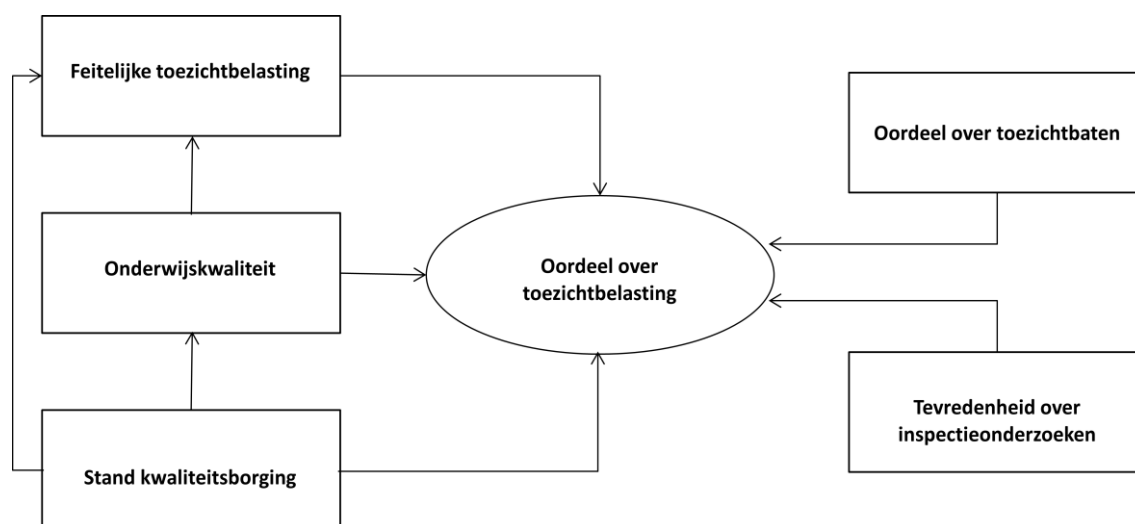 Feitelijke toezichtbelasting
Onderwijskwaliteit
Stand kwaliteitsborging
Oordeel over
toezichtbelasting
Oordeel over toezichtbaten
Tevredenheid over
inspectieonderzoeken